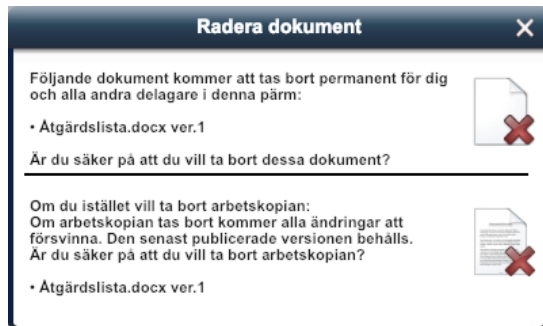 Radera dokument
Följande dokument kommer att tas bort permanent för dig
och alla andra delagare i denna pärm:
• Åtgärdslista.docx ver.1
Är du säker på att du vill ta bort dessa dokument?
Om du istället vill ta bort arbetskopian:
Om arbetskopian tas bort kommer alla ändringar att
försvinna. Den senast publicerade versionen behålls.
Är du säker på att du vill ta bort arbetskopian?
• Åtgärdslista.docx ver.1